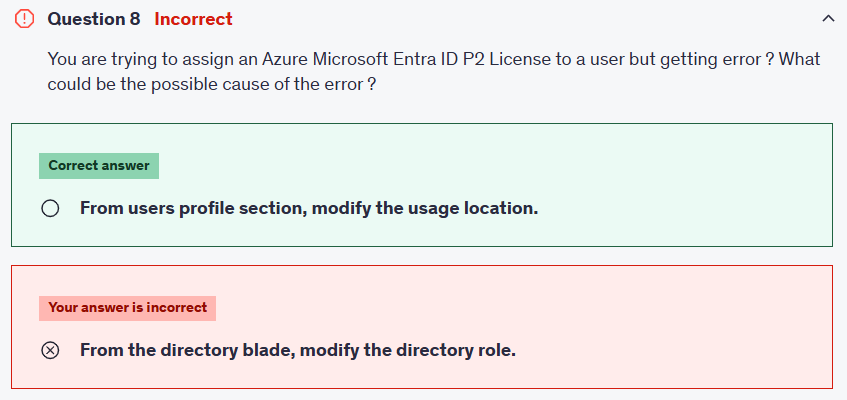 Question 8 Incorrect
You are trying to assign an Azure Microsoft Entra ID P2 License to a user but getting error ? What
could be the possible cause of the error ?
Correct answer
From users profile section, modify the usage location.
Your answer is incorrect
From the directory blade, modify the directory role.